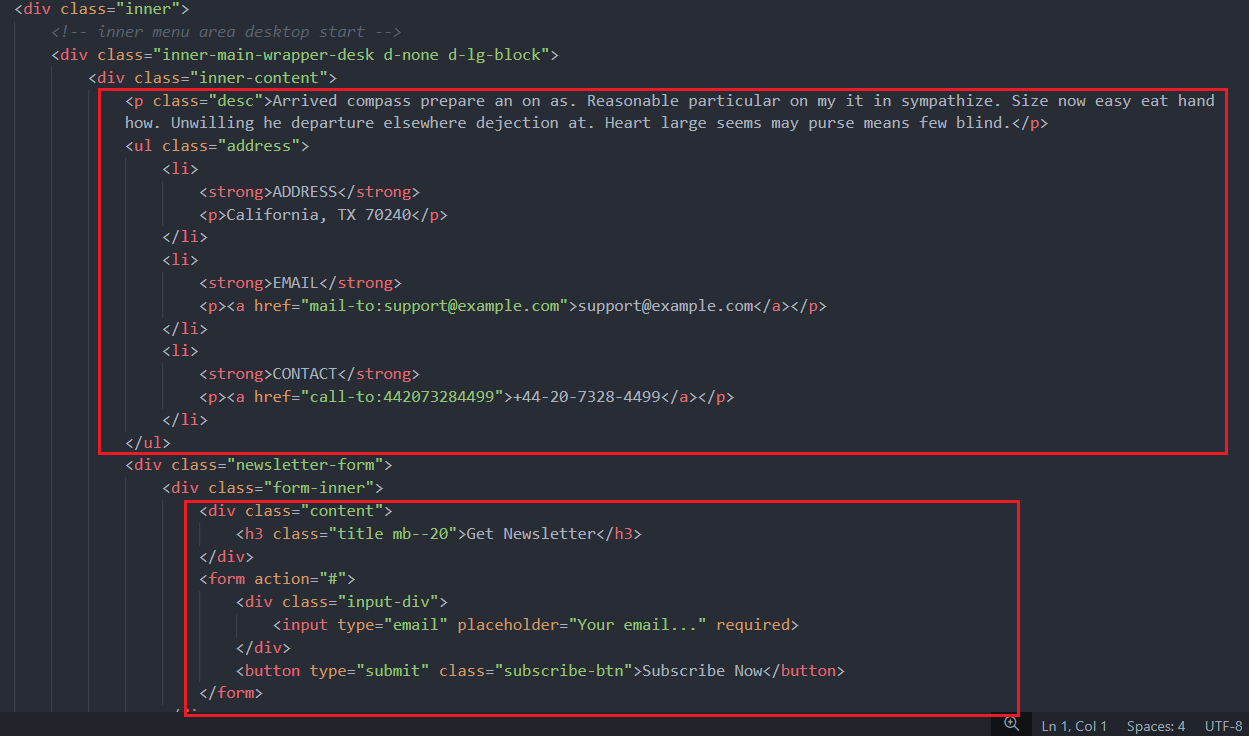 <div class="inner">
<!-- inner menu area desktop start -->
<div class="inner-main-wrapper-desk d-none d-lg-block">
<div class="inner-content">
<p class="desc">Arrived compass prepare an on as. Reasonable particular on my it in sympathize. Size now easy eat hand
how. Unwilling he departure elsewhere dejection at. Heart large seems may purse means few blind.</p>
<ul class="address">
<li>
<strong>ADDRESS</strong>
<p>California, TX 70240</p>
</li>
<li>
<strong>EMAIL</strong>
<p><a href="mail-to:support@example.com">support@example.com</a></p>
</li>
<li>
<strong>CONTACT</strong>
<p><a href="call-to:442073284499">+44-20-7328-4499</a></p>
</li>
</ul>
<div class="newsletter-form">
<div class="form-inner">
<div class="content">
<h3 class="title mb--20">Get Newsletter</h3>
</div>
<form action="#">
<div class="input-div">
<input type="email" placeholder="Your email..." required>
</div>
<button type="submit" class="subscribe-btn">Subscribe Now</button>
</form>
Ln 1, Col 1 Spaces: 4 UTF-8